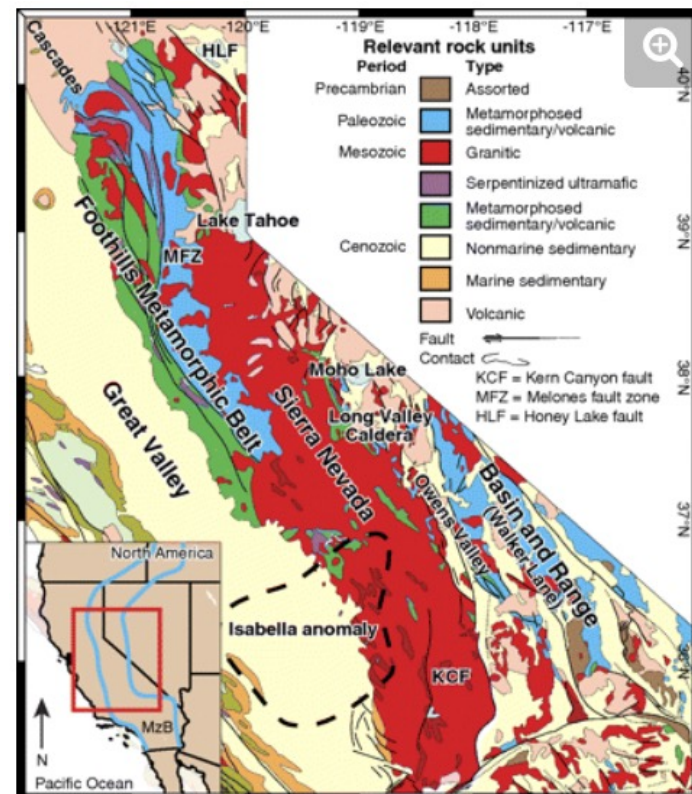 -121°E
-120°E
-119°E
-118°E
-117°E
Cascades
HLF
Relevant rock units
Period
Type
Precambrian
Assorted
Paleozoic
Metamorphosed
sedimentary/volcanic
Mesozoic
Granitic
Serpentinized ultramafic
Metamorphosed
sedimentary/volcanic
Cenozoic
Nonmarine sedimentary
Marine sedimentary
Volcanic
Fault
Contact
KCF = Kern Canyon fault
MFZ = Melones fault zone
HLF = Honey Lake fault
40°N
39°N
38°N
37°N
36°N
Lake Tahoe
MFZ
Foothills Metamorphic Belt
Moho Lake
Great Valley
Sierra Nevada
Long Valley
Caldera
Owens Valley
Basin and Range
(Walker Lane)
Isabella anomaly
KCF
North America
MzB
N
Pacific Ocean